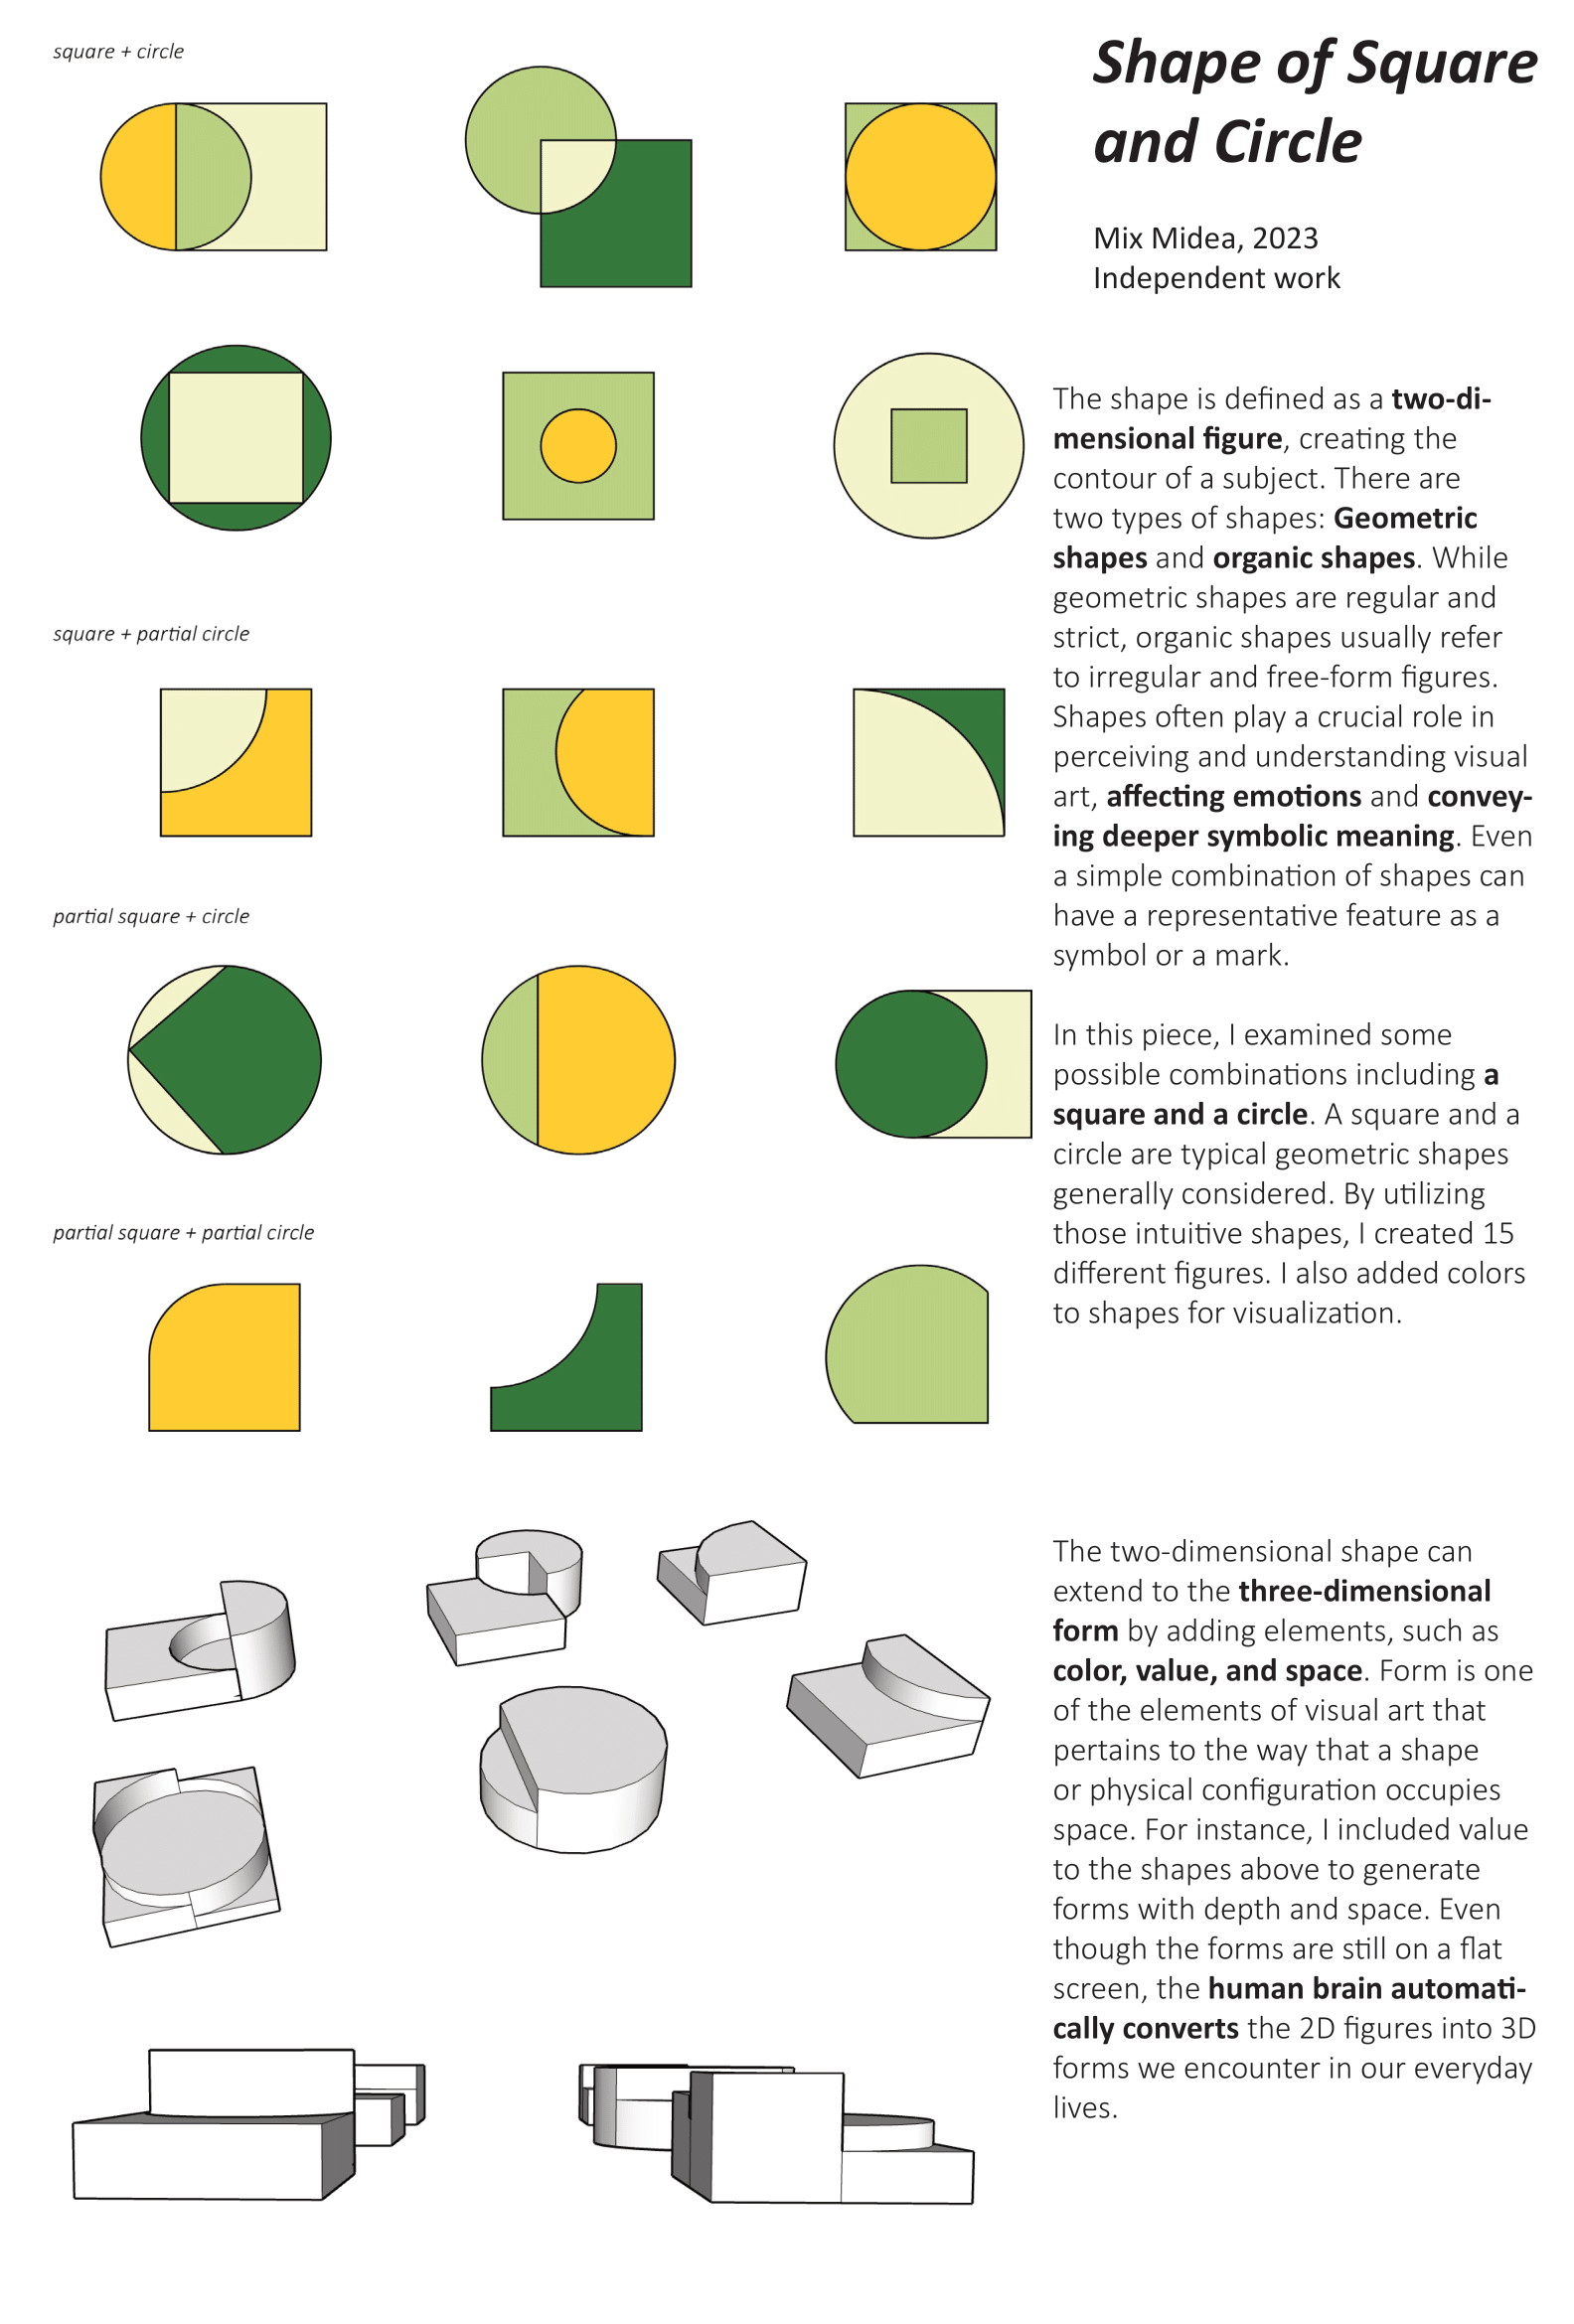 square + circle
Shape of Square
and Circle
Mix Midea, 2023
Independent work
The shape is defined as a two-di-
mensional figure, creating the
contour of a subject. There are
two types of shapes: Geometric
shapes and organic shapes. While
geometric shapes are regular and
strict, organic shapes usually refer
to irregular and free-form figures.
Shapes often play a crucial role in
perceiving and understanding visual
art, affecting emotions and convey-
ing deeper symbolic meaning. Even
a simple combination of shapes can
have a representative feature as a
symbol or a mark.
In this piece, I examined some
possible combinations including a
square and a circle. A square and a
circle are typical geometric shapes
generally considered. By utilizing
those intuitive shapes, I created 15
different figures. I also added colors
to shapes for visualization.
square + partial circle
partial square + circle
partial square + partial circle
The two-dimensional shape can
extend to the three-dimensional
form by adding elements, such as
color, value, and space. Form is one
of the elements of visual art that
pertains to the way that a shape
or physical configuration occupies
space. For instance, I included value
to the shapes above to generate
forms with depth and space. Even
though the forms are still on a flat
screen, the human brain automati-
cally converts the 2D figures into 3D
forms we encounter in our everyday
lives.